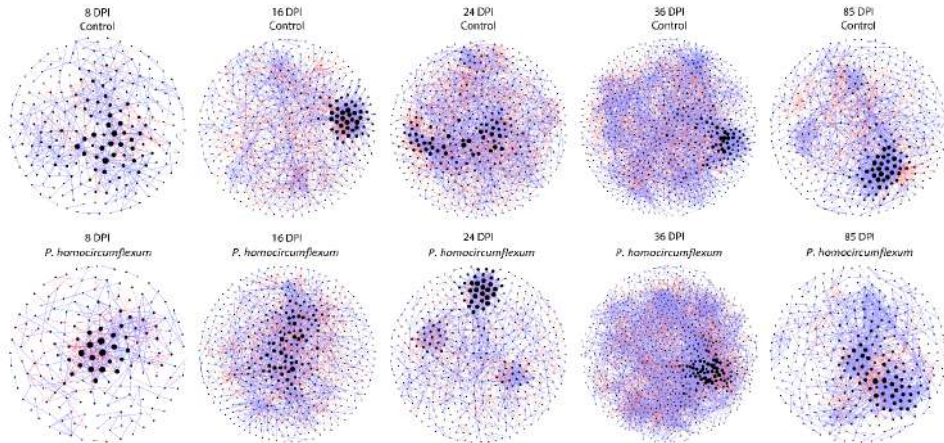 8 DPI
Control
16 DPI
Control
24 DPI
Control
36 DPI
Control
85 DPI
Control
8 DPI
P. homocircumflexum
16 DPI
P. homocircumflexum
24 DPI
P. homocircumflexum
36 DPI
P. homocircumflexum
85 DPI
P. homocircumflexum